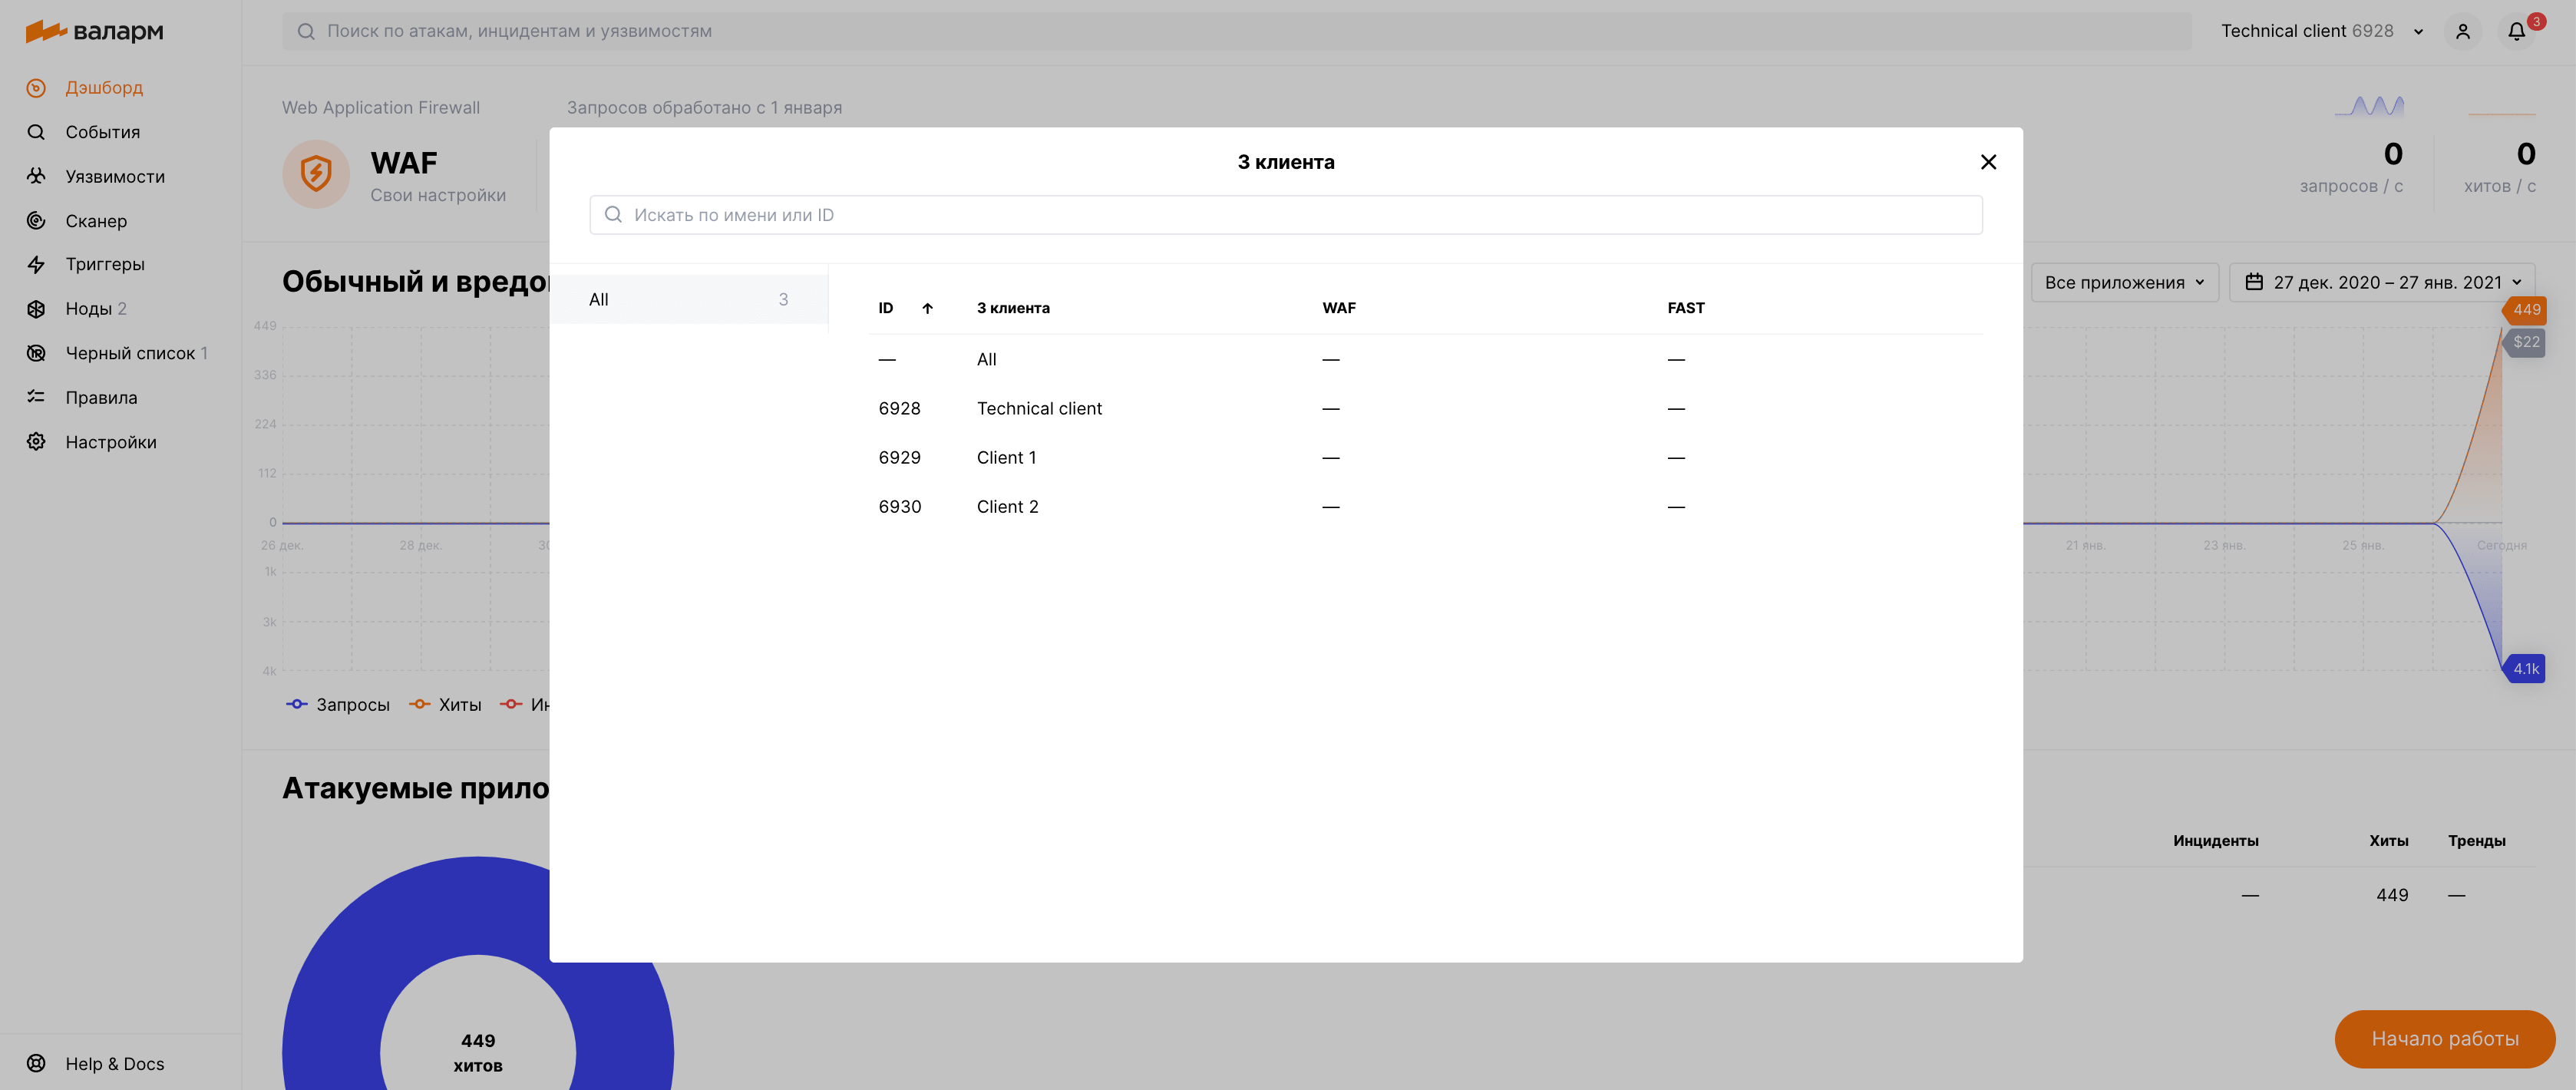 валарм
Поиск по атакам, инцидентам и уязвимостям
Technical client 6928
3
Дэшборд
События
Уязвимости
Сканер
Триггеры
Ноды 2
Черный список 1
Правила
Настройки
Help & Docs
Web Application Firewall
WAF
Свои настройки
Запросов обработано с 1 января
0
запросов / с
0
хитов / с
3 клиента
Искать по имени или ID
All 3
ID 3 клиента WAF FAST
— All — —
6928 Technical client — —
6929 Client 1 — —
6930 Client 2 — —
Обычный и вредо
Все приложения
27 дек. 2020 – 27 янв. 2021
449
336
224
112
0
26 дек. 28 дек. 30 21 янв. 23 янв. 25 янв. Сегодня
1k
3k
4k
449
$22
4.1k
Запросы Хиты Ин
Атакуемые прило
Инциденты Хиты Тренды
— 449 —
449
хитов
Начало работы